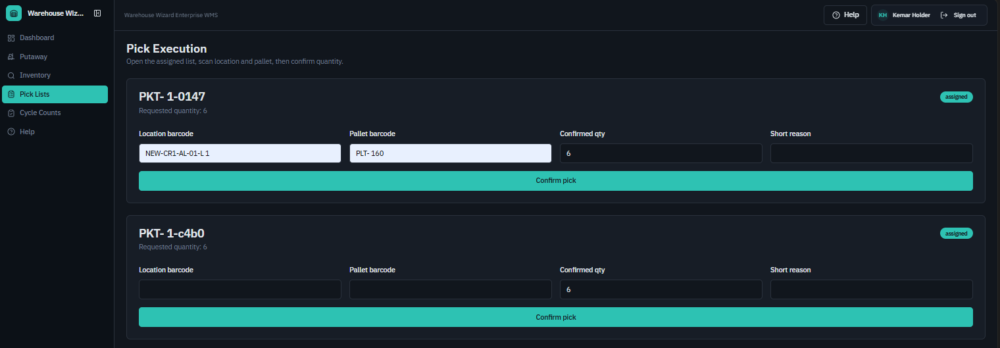 Warehouse Wiz...
Warehouse Wizard Enterprise WMS
Help
KH Kemar Holder Sign out
Dashboard
Putaway
Inventory
Pick Lists
Cycle Counts
Help
Pick Execution
Open the assigned list, scan location and pallet, then confirm quantity.
PKT- 1-0147
assigned
Requested quantity: 6
Location barcode Pallet barcode Confirmed qty Short reason
NEW-CR1-AL-01-L 1 PLT- 160 6
Confirm pick
PKT- 1-c4b0
assigned
Requested quantity: 6
Location barcode Pallet barcode Confirmed qty Short reason
6
Confirm pick